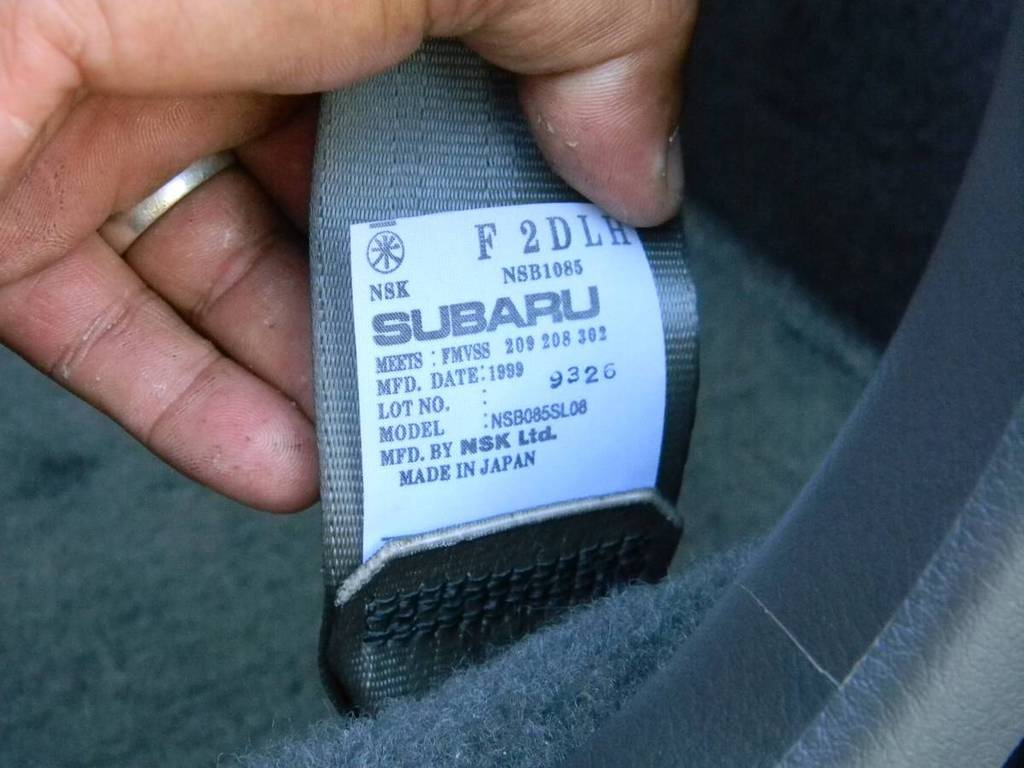 F 2DLH
NSB1085
NSK
SUBARU
MEETS : FMVSS 209 208 302
MFD. DATE:1999 9326
LOT NO. :
MODEL :NSB085SL08
MFD. BY NSK Ltd.
MADE IN JAPAN